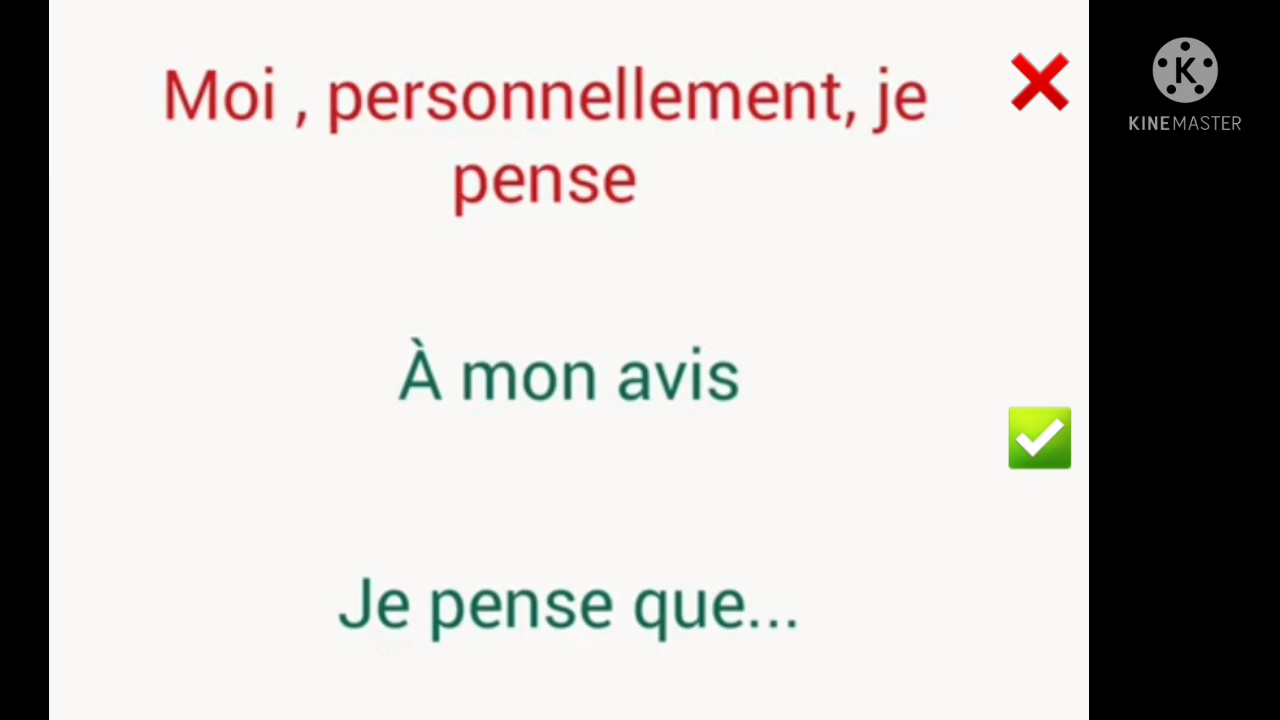 Moi , personnellement, je
pense
À mon avis
Je pense que...
K
KINEMASTER